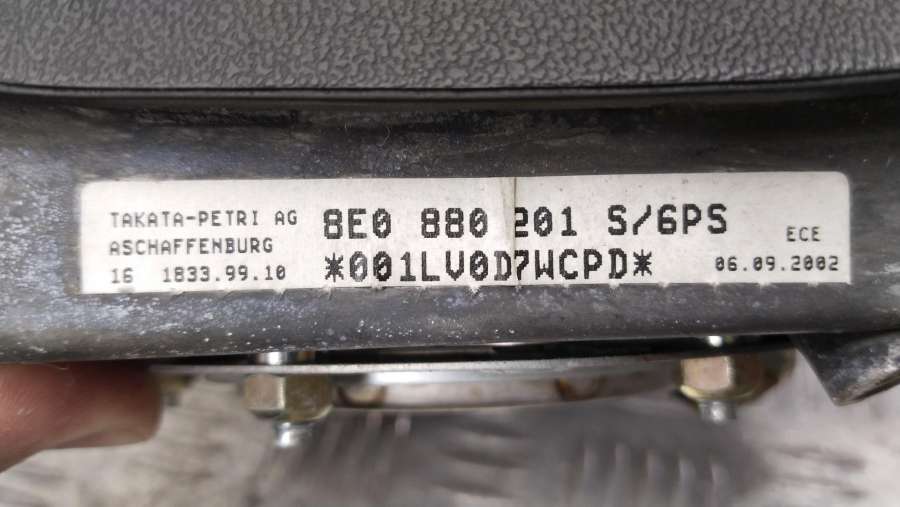 TAKATA-PETRI AG
ASCHAFFENBURG
16 1833.99.10
8E0 880 201 S/6PS
*001LV0D7WCPD*
ECE
06.09.2002